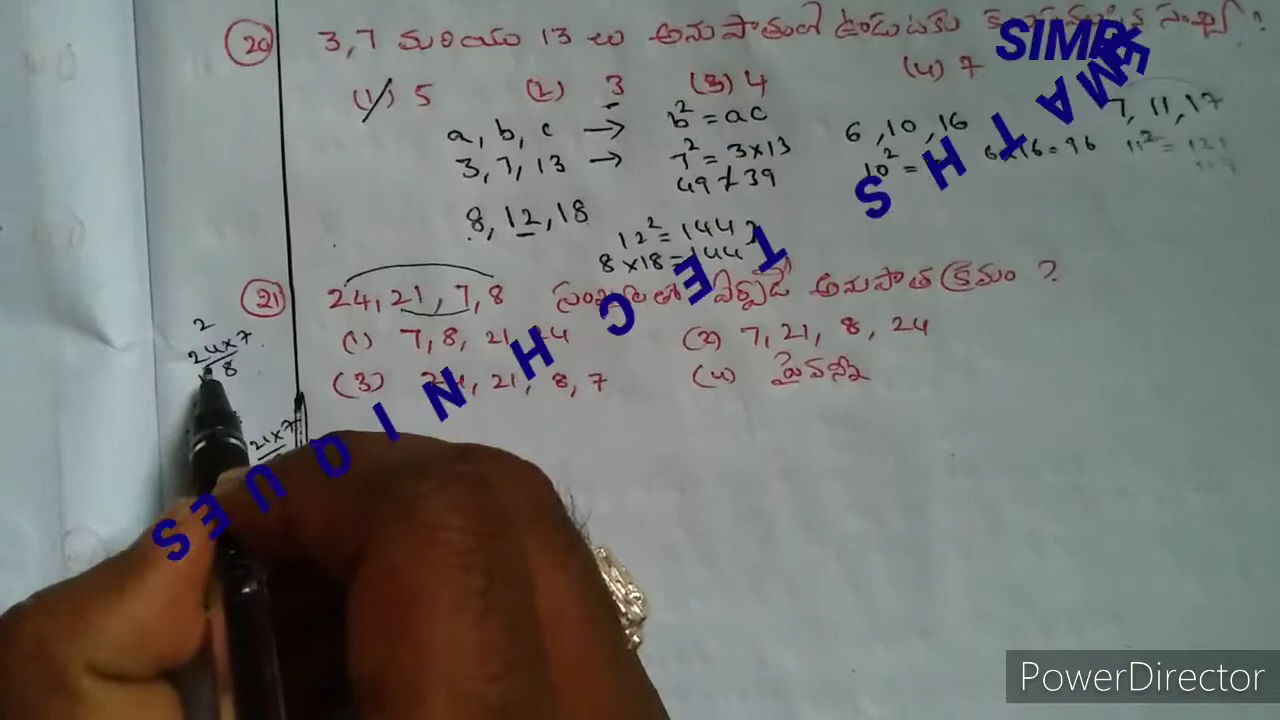 20 3,7 మరియు 13 లు అనుపాతంలో ఉండుటకు సంఖ్య?
(1) 5 (2) 3 (3) 4 (4) 7
a, b, c → b² = ac
3, 7, 13 → 7² = 3×13
49 ≠ 39
6, 10, 16
10² = 6×16=96
7, 11, 17
11² = 121
119
8, 12, 18
12² = 144
8×18=144
21 24, 21, 7, 8 అనుపాత క్రమం?
(1) 7, 8, 21, 24 (2) 7, 21, 8, 24
(3) 24, 21, 8, 7 (4) పైవన్నీ
2
24×7
8
21×7
SIMPLE MATHS TECHNIQUES
PowerDirector